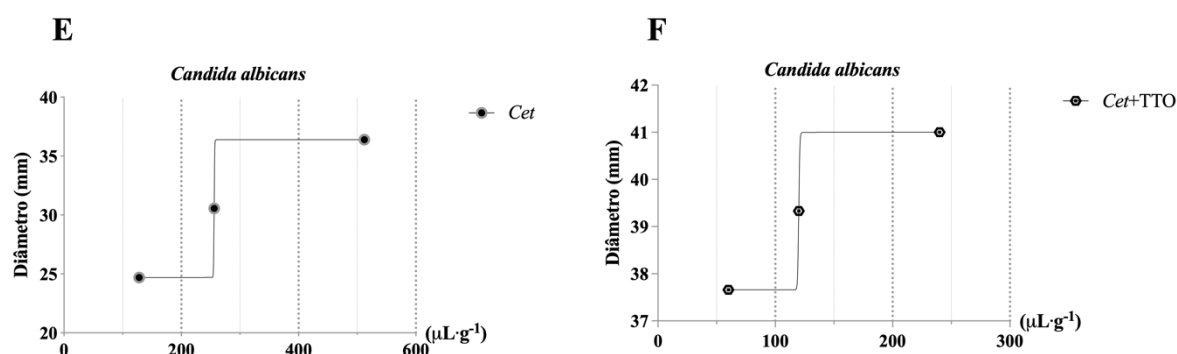 E
Candida albicans
Cet
Diâmetro (mm)
40
35
30
25
20
0
200
400
600
(μL·g⁻¹)
F
Candida albicans
Cet+TTO
Diâmetro (mm)
42
41
40
39
38
37
0
100
200
300
(μL·g⁻¹)